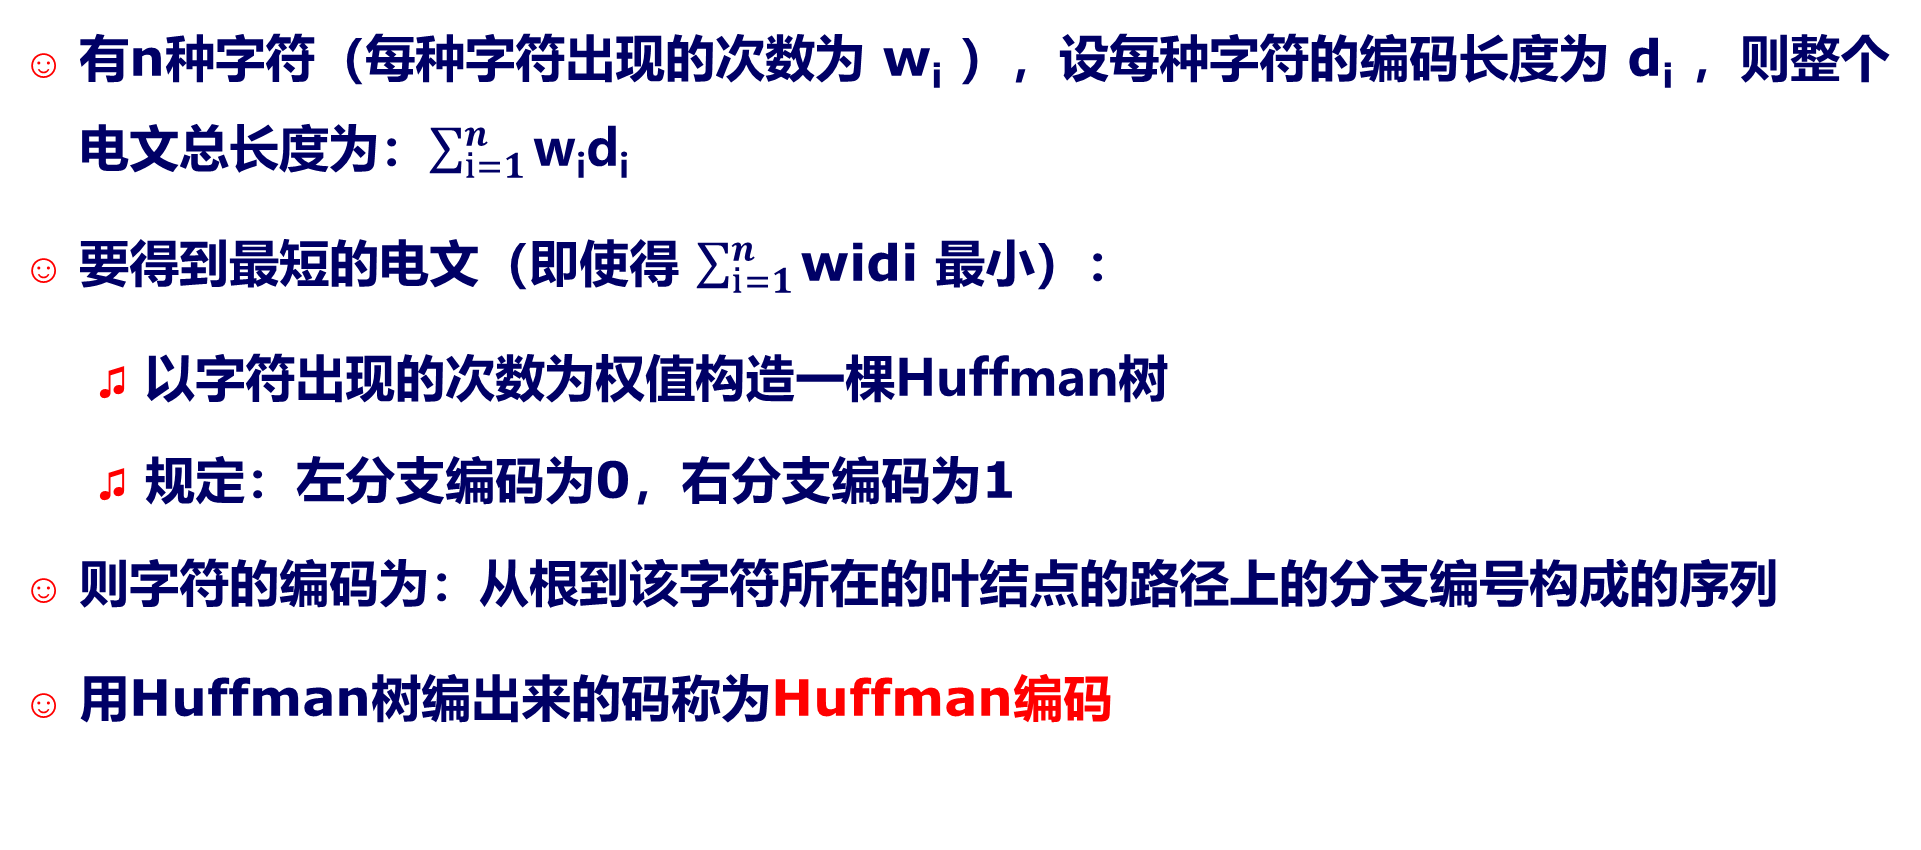 ☺ 有n种字符（每种字符出现的次数为 wᵢ ），设每种字符的编码长度为 dᵢ ，则整个
电文总长度为：∑ⁿᵢ₌₁ wᵢdᵢ
☺ 要得到最短的电文（即使得 ∑ⁿᵢ₌₁ widi 最小）：
♫ 以字符出现的次数为权值构造一棵Huffman树
♫ 规定：左分支编码为0，右分支编码为1
☺ 则字符的编码为：从根到该字符所在的叶结点的路径上的分支编号构成的序列
☺ 用Huffman树编出来的码称为Huffman编码